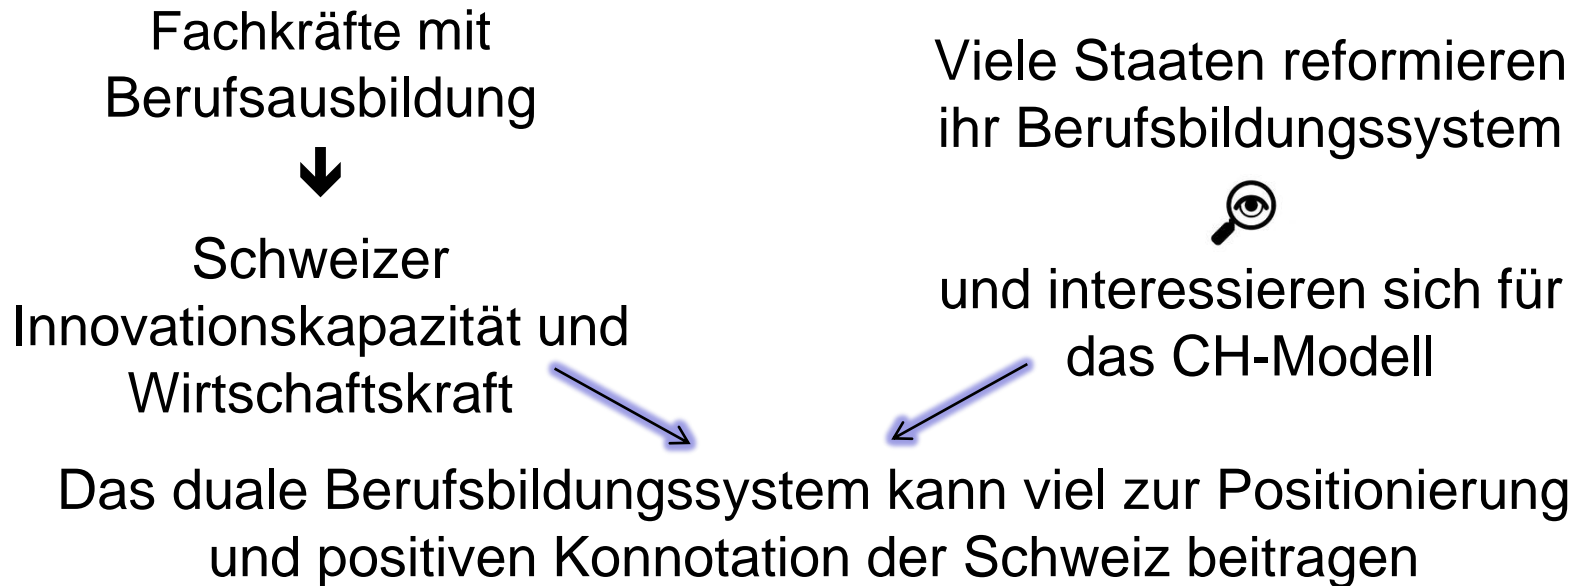 Fachkräfte mit
Berufsausbildung
Schweizer
Innovationskapazität und
Wirtschaftskraft
Viele Staaten reformieren
ihr Berufsbildungssystem
und interessieren sich für
das CH-Modell
Das duale Berufsbildungssystem kann viel zur Positionierung
und positiven Konnotation der Schweiz beitragen